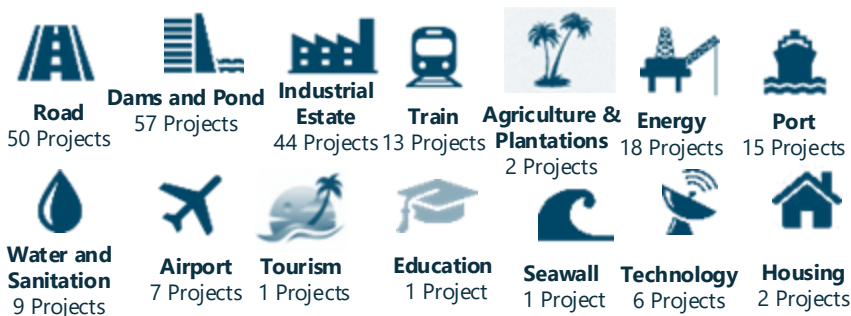 Road
50 Projects
Dams and Pond
57 Projects
Industrial
Estate
44 Projects
Train
13 Projects
Agriculture &
Plantations
2 Projects
Energy
18 Projects
Port
15 Projects
Water and
Sanitation
9 Projects
Airport
7 Projects
Tourism
1 Projects
Education
1 Project
Seawall
1 Project
Technology
6 Projects
Housing
2 Projects